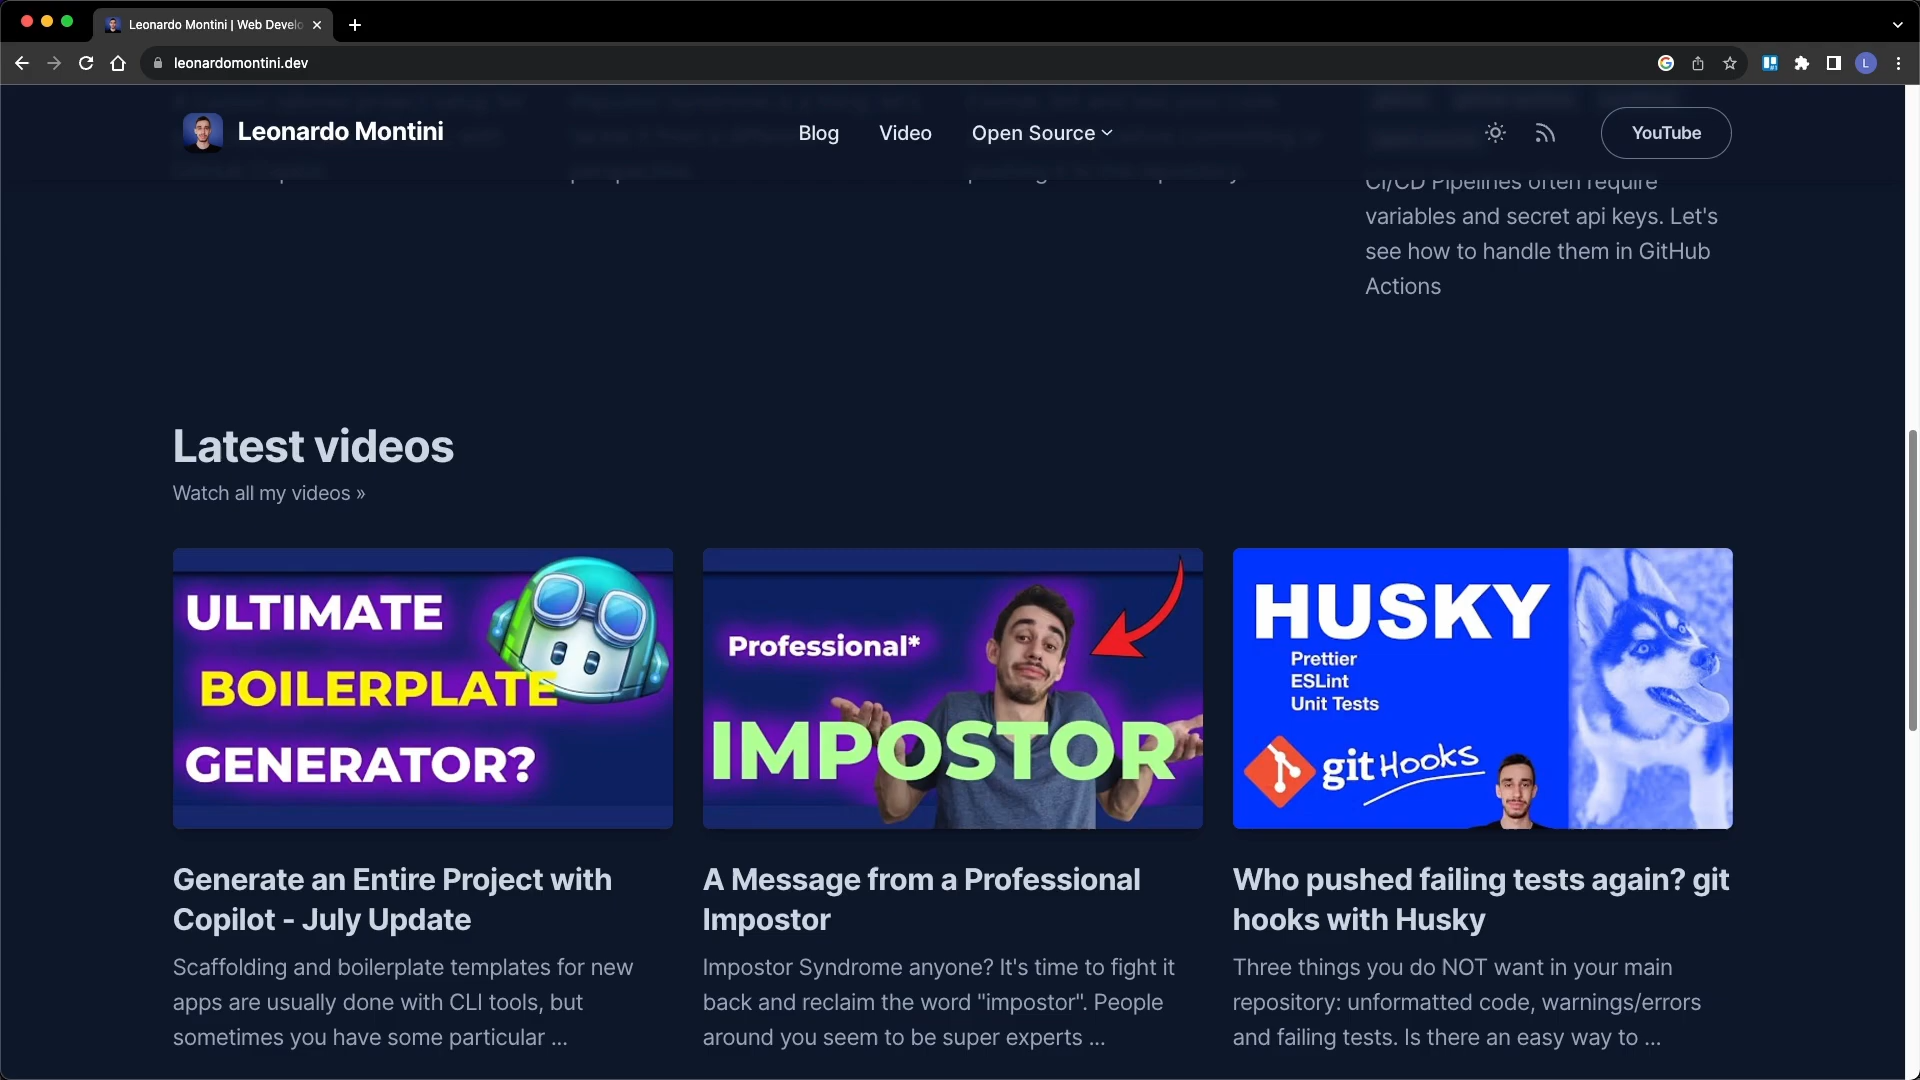 Leonardo Montini | Web Develo
leonardomontini.dev
L
Leonardo Montini
Blog
Video
Open Source
YouTube
CI/CD Pipelines often require
variables and secret api keys. Let's
see how to handle them in GitHub
Actions
Latest videos
Watch all my videos »
ULTIMATE
BOILERPLATE
GENERATOR?
Professional*
IMPOSTOR
HUSKY
Prettier
ESLint
Unit Tests
git Hooks
Generate an Entire Project with
Copilot - July Update
Scaffolding and boilerplate templates for new
apps are usually done with CLI tools, but
sometimes you have some particular ...
A Message from a Professional
Impostor
Impostor Syndrome anyone? It's time to fight it
back and reclaim the word "impostor". People
around you seem to be super experts ...
Who pushed failing tests again? git
hooks with Husky
Three things you do NOT want in your main
repository: unformatted code, warnings/errors
and failing tests. Is there an easy way to ...